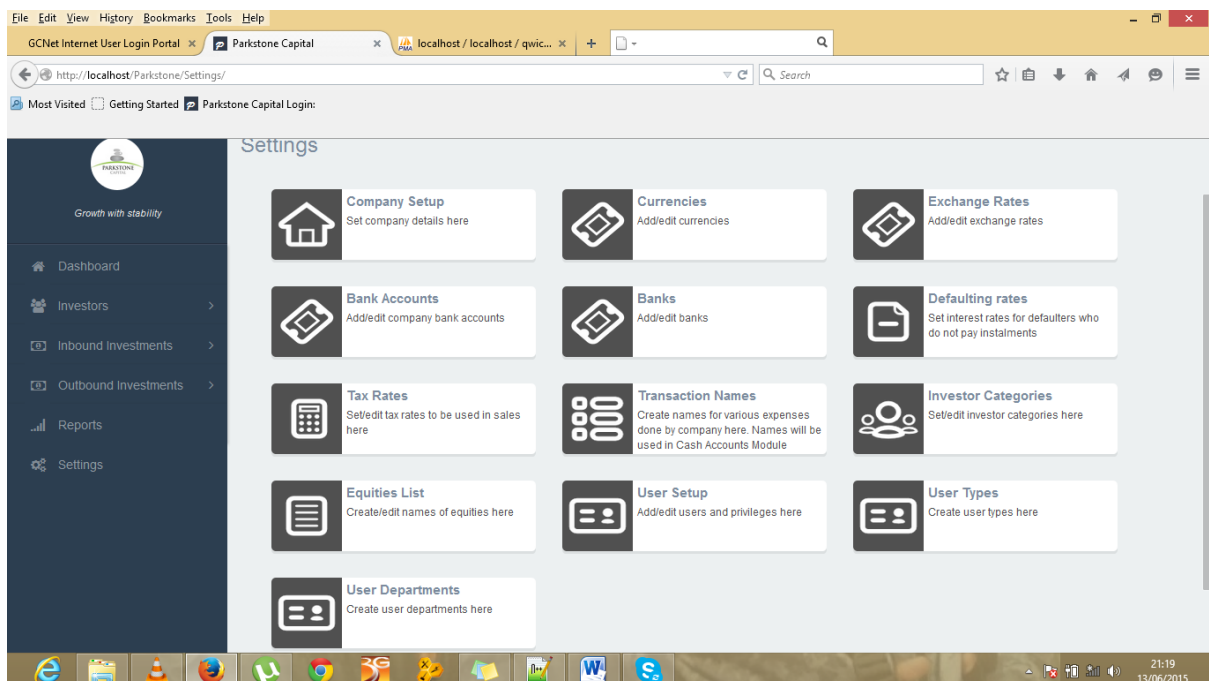 File Edit View History Bookmarks Tools Help
GCNet Internet User Login Portal
Parkstone Capital
localhost / localhost / qwic...
http://localhost/Parkstone/Settings/
Search
Most Visited
Getting Started
Parkstone Capital Login:
PARKSTONE
CAPITAL
Growth with stability
Dashboard
Investors
Inbound Investments
Outbound Investments
Reports
Settings
Settings
Company Setup
Set company details here
Currencies
Add/edit currencies
Exchange Rates
Add/edit exchange rates
Bank Accounts
Add/edit company bank accounts
Banks
Add/edit banks
Defaulting rates
Set interest rates for defaulters who
do not pay instalments
Tax Rates
Set/edit tax rates to be used in sales
here
Transaction Names
Create names for various expenses
done by company here. Names will be
used in Cash Accounts Module
Investor Categories
Set/edit investor categories here
Equities List
Create/edit names of equities here
User Setup
Add/edit users and privileges here
User Types
Create user types here
User Departments
Create user departments here
3G
21:19
13/06/2015